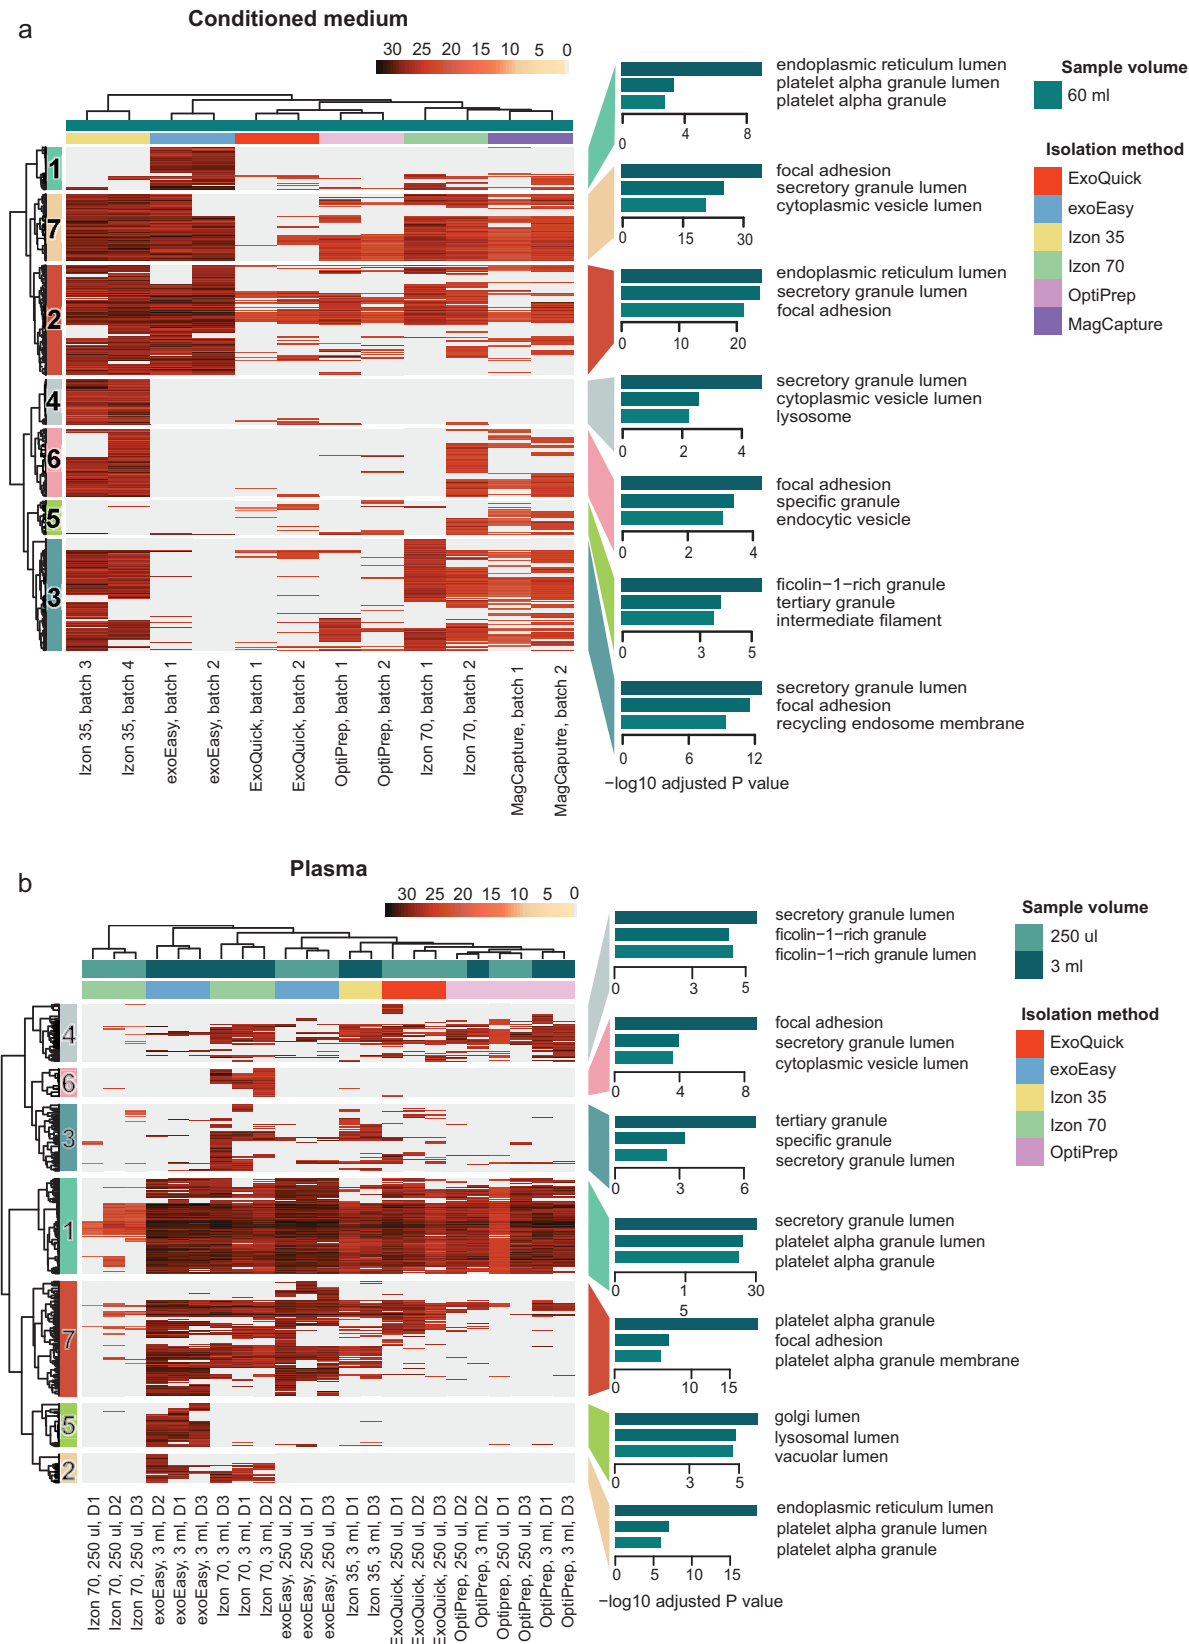 a
Conditioned medium
30 25 20 15 10 5 0
1
7
2
4
6
5
3
Izon 35, batch 3
Izon 35, batch 4
exoEasy, batch 1
exoEasy, batch 2
ExoQuick, batch 1
ExoQuick, batch 2
OptiPrep, batch 1
OptiPrep, batch 2
Izon 70, batch 1
Izon 70, batch 2
MagCapture, batch 1
MagCaputre, batch 2
endoplasmic reticulum lumen
platelet alpha granule lumen
platelet alpha granule
0 4 8
focal adhesion
secretory granule lumen
cytoplasmic vesicle lumen
0 15 30
endoplasmic reticulum lumen
secretory granule lumen
focal adhesion
0 10 20
secretory granule lumen
cytoplasmic vesicle lumen
lysosome
0 2 4
focal adhesion
specific granule
endocytic vesicle
0 2 4
ficolin−1−rich granule
tertiary granule
intermediate filament
0 3 5
secretory granule lumen
focal adhesion
recycling endosome membrane
0 6 12
−log10 adjusted P value
Sample volume
60 ml
Isolation method
ExoQuick
exoEasy
Izon 35
Izon 70
OptiPrep
MagCapture
b
Plasma
30 25 20 15 10 5 0
4
6
3
1
7
5
2
Izon 70, 250 ul, D1
Izon 70, 250 ul, D2
Izon 70, 250 ul, D3
exoEasy, 3 ml, D2
exoEasy, 3 ml, D1
exoEasy, 3 ml, D3
Izon 70, 3 ml, D3
Izon 70, 3 ml, D1
Izon 70, 3 ml, D2
exoEasy, 250 ul, D2
exoEasy, 250 ul, D1
exoEasy, 250 ul, D3
Izon 35, 3 ml, D1
Izon 35, 3 ml, D3
ExoQuick, 250 ul, D1
ExoQuick, 250 ul, D2
ExoQuick, 250 ul, D3
OptiPrep, 250 ul, D2
OptiPrep, 3 ml, D2
Optiprep, 250 ul, D1
OptiPrep, 250 ul, D3
OptiPrep, 3 ml, D1
OptiPrep, 3 ml, D3
secretory granule lumen
ficolin−1−rich granule
ficolin−1−rich granule lumen
0 3 5
focal adhesion
secretory granule lumen
cytoplasmic vesicle lumen
0 4 8
tertiary granule
specific granule
secretory granule lumen
0 3 6
secretory granule lumen
platelet alpha granule lumen
platelet alpha granule
0 1 30
5
platelet alpha granule
focal adhesion
platelet alpha granule membrane
0 10 15
golgi lumen
lysosomal lumen
vacuolar lumen
0 3 5
endoplasmic reticulum lumen
platelet alpha granule lumen
platelet alpha granule
0 5 15
−log10 adjusted P value
Sample volume
250 ul
3 ml
Isolation method
ExoQuick
exoEasy
Izon 35
Izon 70
OptiPrep